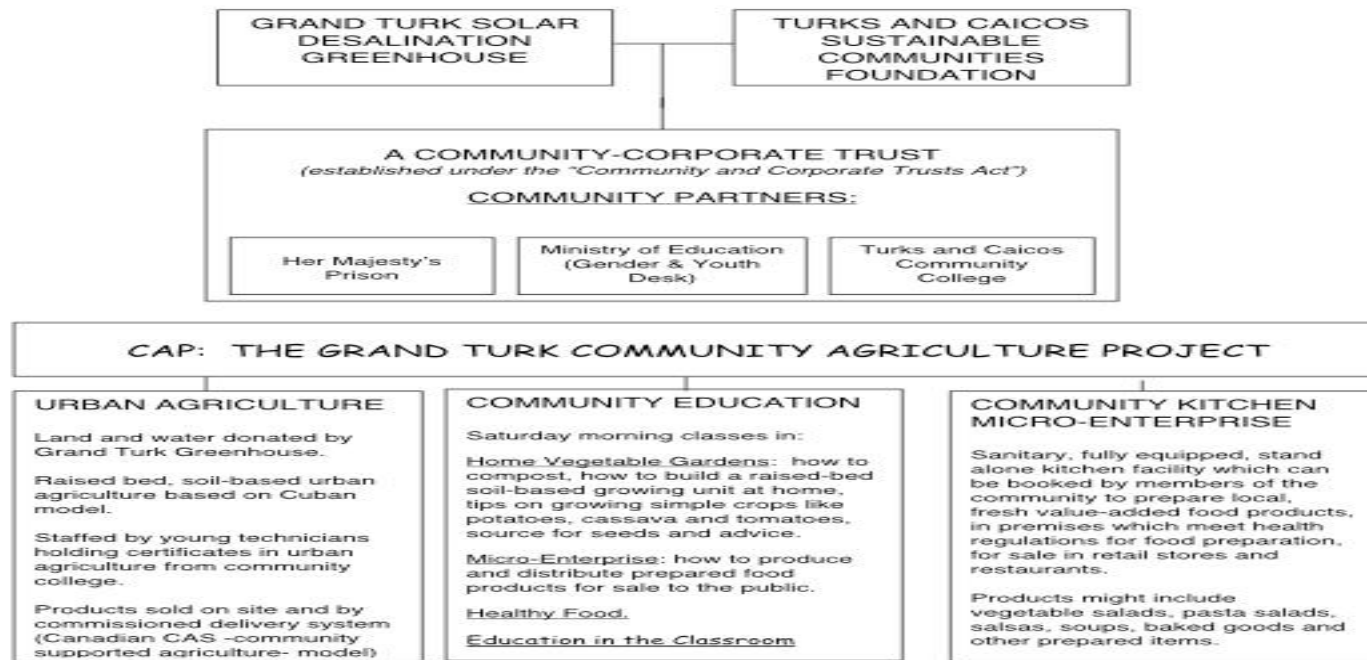 GRAND TURK SOLAR
DESALINATION
GREENHOUSE
TURKS AND CAICOS
SUSTAINABLE
COMMUNITIES
FOUNDATION
A COMMUNITY-CORPORATE TRUST
(established under the "Community and Corporate Trusts Act")
COMMUNITY PARTNERS:
Her Majesty's
Prison
Ministry of Education
(Gender & Youth
Desk)
Turks and Caicos
Community
College
CAP: THE GRAND TURK COMMUNITY AGRICULTURE PROJECT
URBAN AGRICULTURE
Land and water donated by
Grand Turk Greenhouse.
Raised bed, soil-based urban
agriculture based on Cuban
model.
Staffed by young technicians
holding certificates in urban
agriculture from community
college.
Products sold on site and by
commissioned delivery system
(Canadian CAS -community
supported agriculture- model)
COMMUNITY EDUCATION
Saturday morning classes in:
Home Vegetable Gardens: how to
compost, how to build a raised-bed
soil-based growing unit at home,
tips on growing simple crops like
potatoes, cassava and tomatoes,
source for seeds and advice.
Micro-Enterprise: how to produce
and distribute prepared food
products for sale to the public.
Healthy Food.
Education in the Classroom
COMMUNITY KITCHEN
MICRO-ENTERPRISE
Sanitary, fully equipped, stand
alone kitchen facility which can
be booked by members of the
community to prepare local,
fresh value-added food products,
in premises which meet health
regulations for food preparation,
for sale in retail stores and
restaurants.
Products might include
vegetable salads, pasta salads,
salsas, soups, baked goods and
other prepared items.